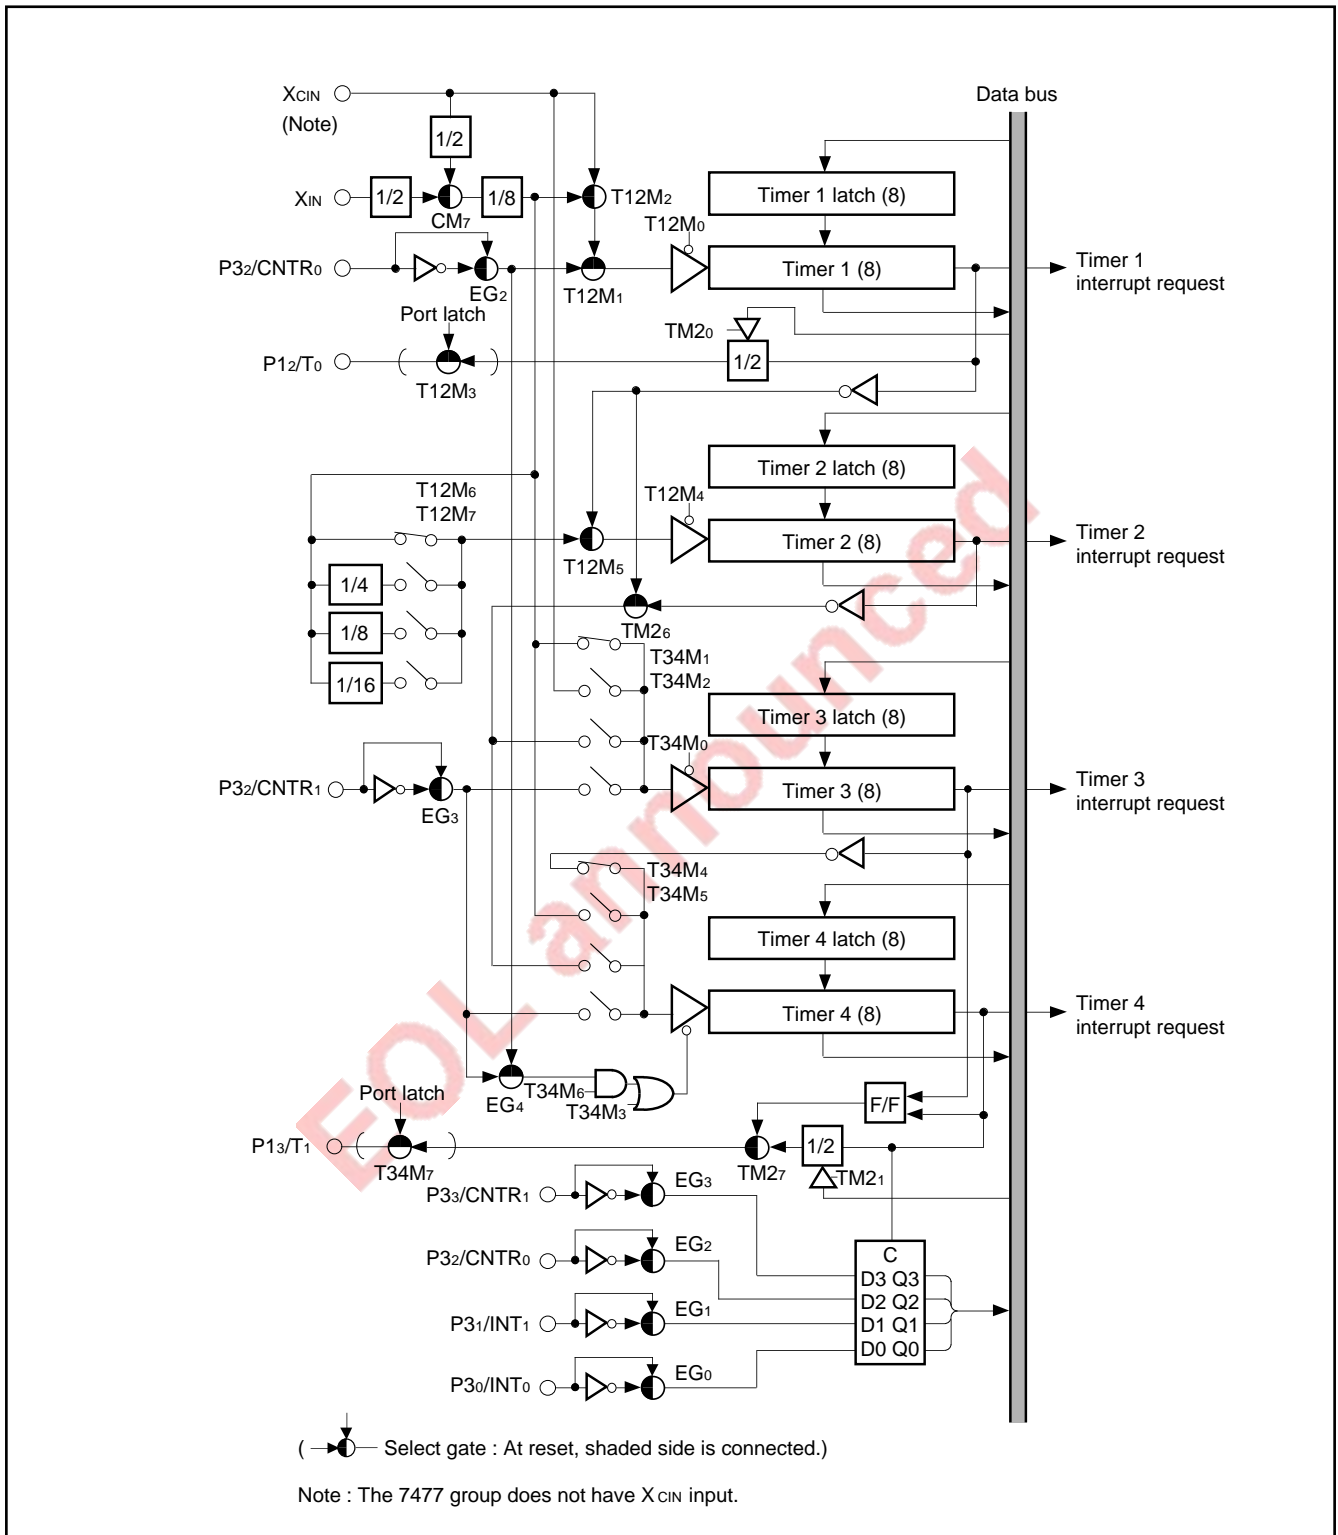 XCIN
(Note)
Data bus
1/2
XIN
1/2
CM7
1/8
T12M2
Timer 1 latch (8)
T12M0
P32/CNTR0
EG2
T12M1
Timer 1 (8)
Timer 1
interrupt request
Port latch
TM20
P12/T0
T12M3
1/2
Timer 2 latch (8)
T12M6
T12M7
T12M4
T12M5
Timer 2 (8)
Timer 2
interrupt request
1/4
1/8
1/16
TM26
T34M1
T34M2
Timer 3 latch (8)
T34M0
P32/CNTR1
EG3
Timer 3 (8)
Timer 3
interrupt request
T34M4
T34M5
Timer 4 latch (8)
Timer 4 (8)
Timer 4
interrupt request
EG4
T34M6
T34M3
Port latch
F/F
P13/T1
T34M7
TM27
1/2
TM21
P33/CNTR1
EG3
P32/CNTR0
EG2
P31/INT1
EG1
P30/INT0
EG0
C
D3 Q3
D2 Q2
D1 Q1
D0 Q0
( Select gate : At reset, shaded side is connected.)
Note : The 7477 group does not have XCIN input.
EOL announced